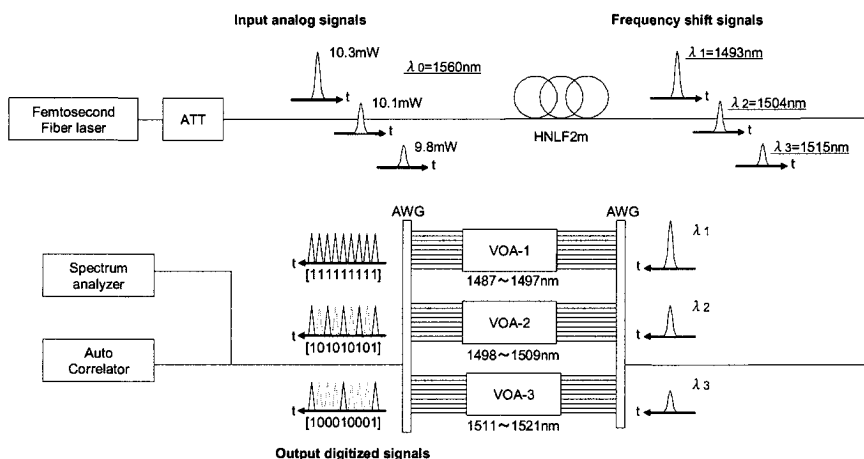 Input analog signals
Frequency shift signals
10.3mW
λ0=1560nm
λ1=1493nm
t
t
Femtosecond
Fiber laser
ATT
10.1mW
λ2=1504nm
t
HNLF2m
t
9.8mW
λ3=1515nm
t
t
AWG
AWG
λ1
VOA-1
t
[111111111]
1487~1497nm
t
Spectrum
analyzer
λ2
VOA-2
t
[101010101]
1498~1509nm
t
Auto
Correlator
λ3
VOA-3
t
[100010001]
1511~1521nm
t
Output digitized signals